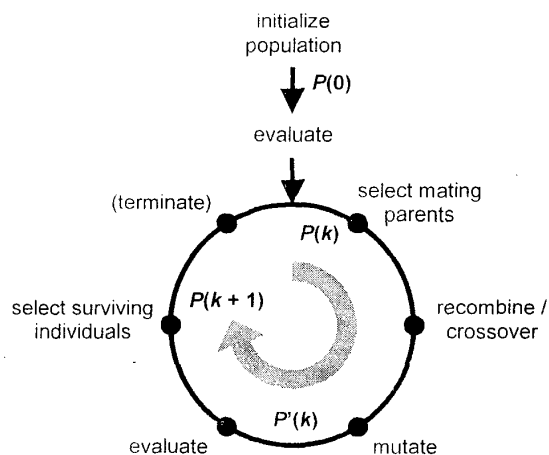 initialize
population
P(0)
evaluate
(terminate)
select mating
parents
P(k)
select surviving
individuals
P(k + 1)
recombine /
crossover
P'(k)
evaluate
mutate